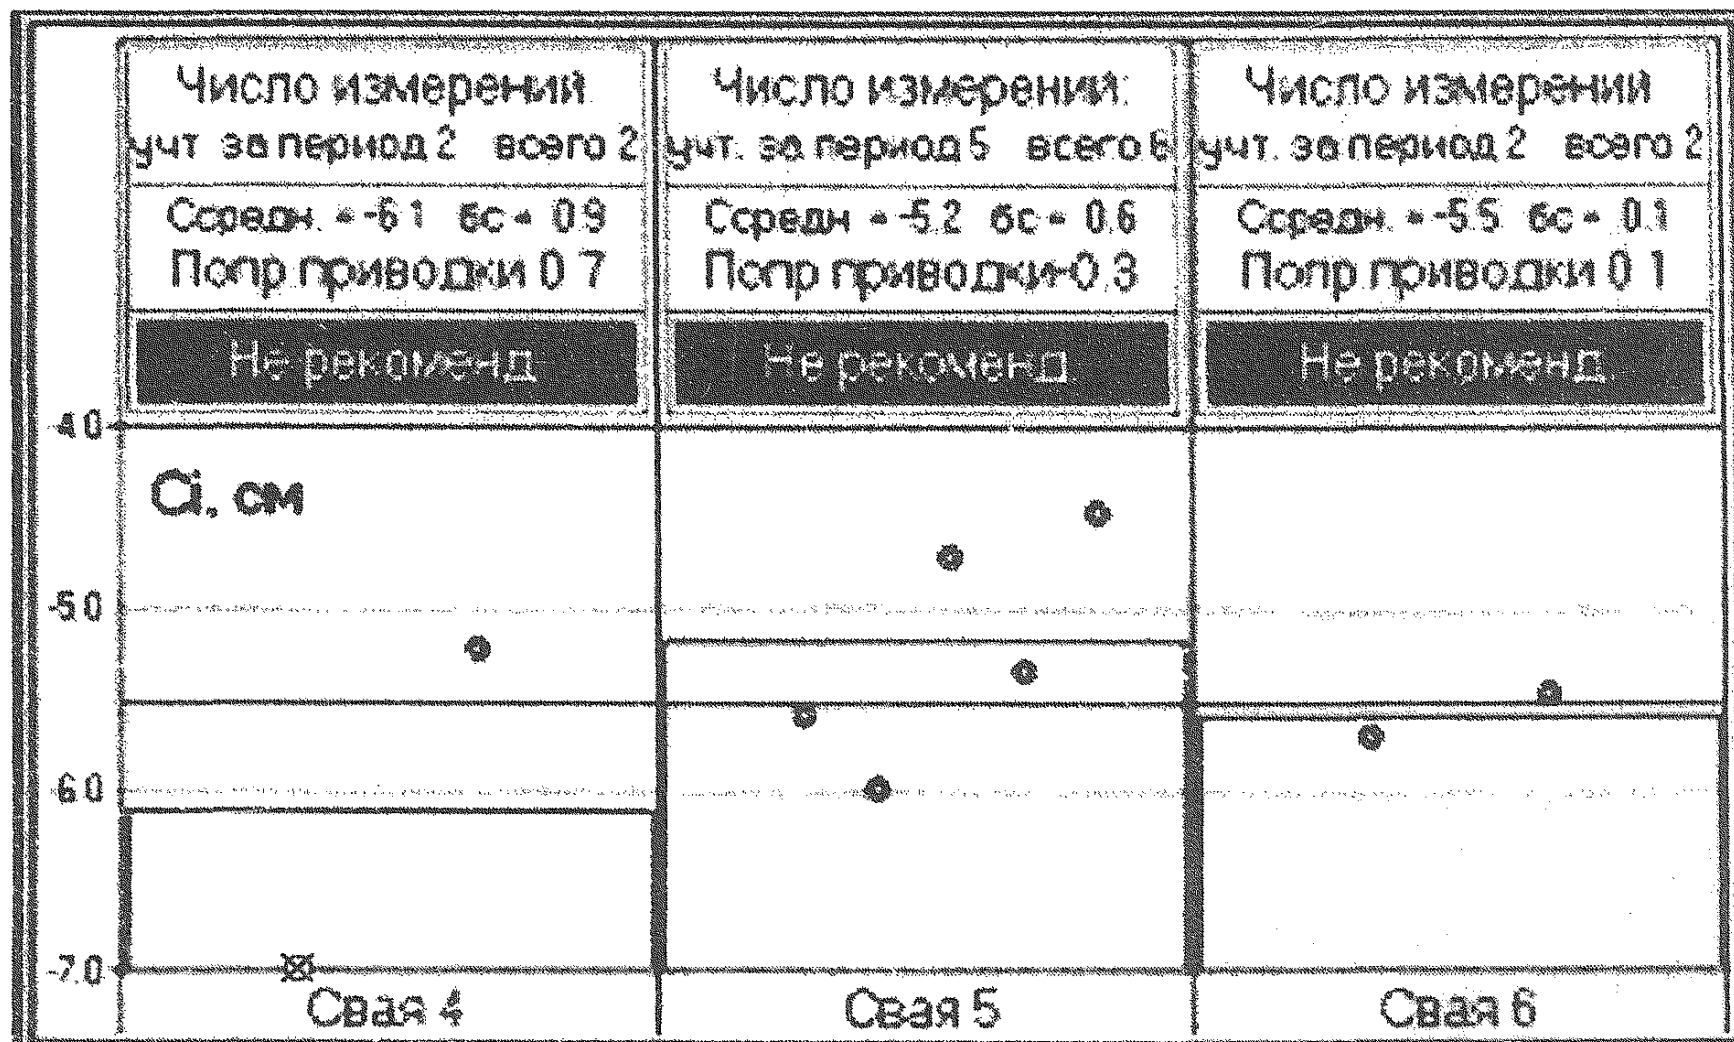 Число измерений
учт за период 2 всего 2
Ссредн. = -6.1 бс = 0.9
Попр приводки 0.7
Не рекоменд
Число измерений:
учт. за период 5 всего 6
Ссредн = -5.2 бс = 0.6
Попр приводки-0.3
Не рекоменд
Число измерений
учт. за период 2 всего 2
Ссредн. = -5.5 бс = 0.1
Попр приводки 0.1
Не рекоменд.
-4.0
Ci, см
-5.0
-6.0
-7.0
Свая 4
Свая 5
Свая 6